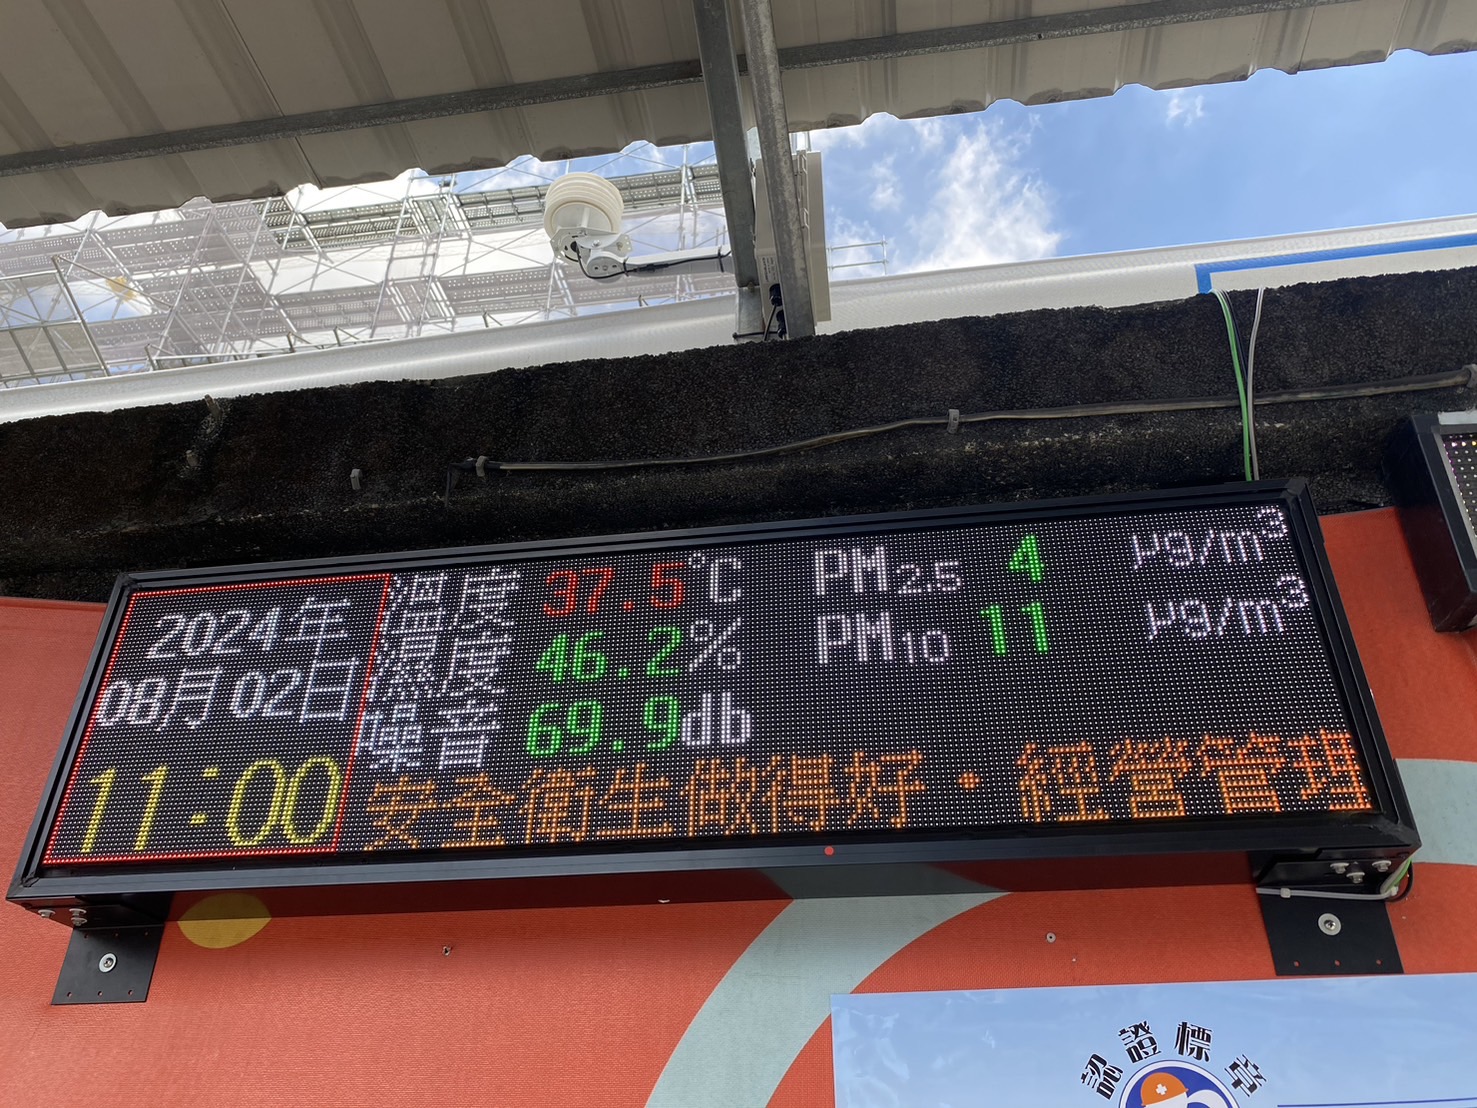 2024年
08月02日
11:00
溫度 37.5℃
濕度 46.2%
噪音 69.9db
PM2.5 4 µg/m³
PM10 11 µg/m³
安全衛生做得好・經營管理
認證標章